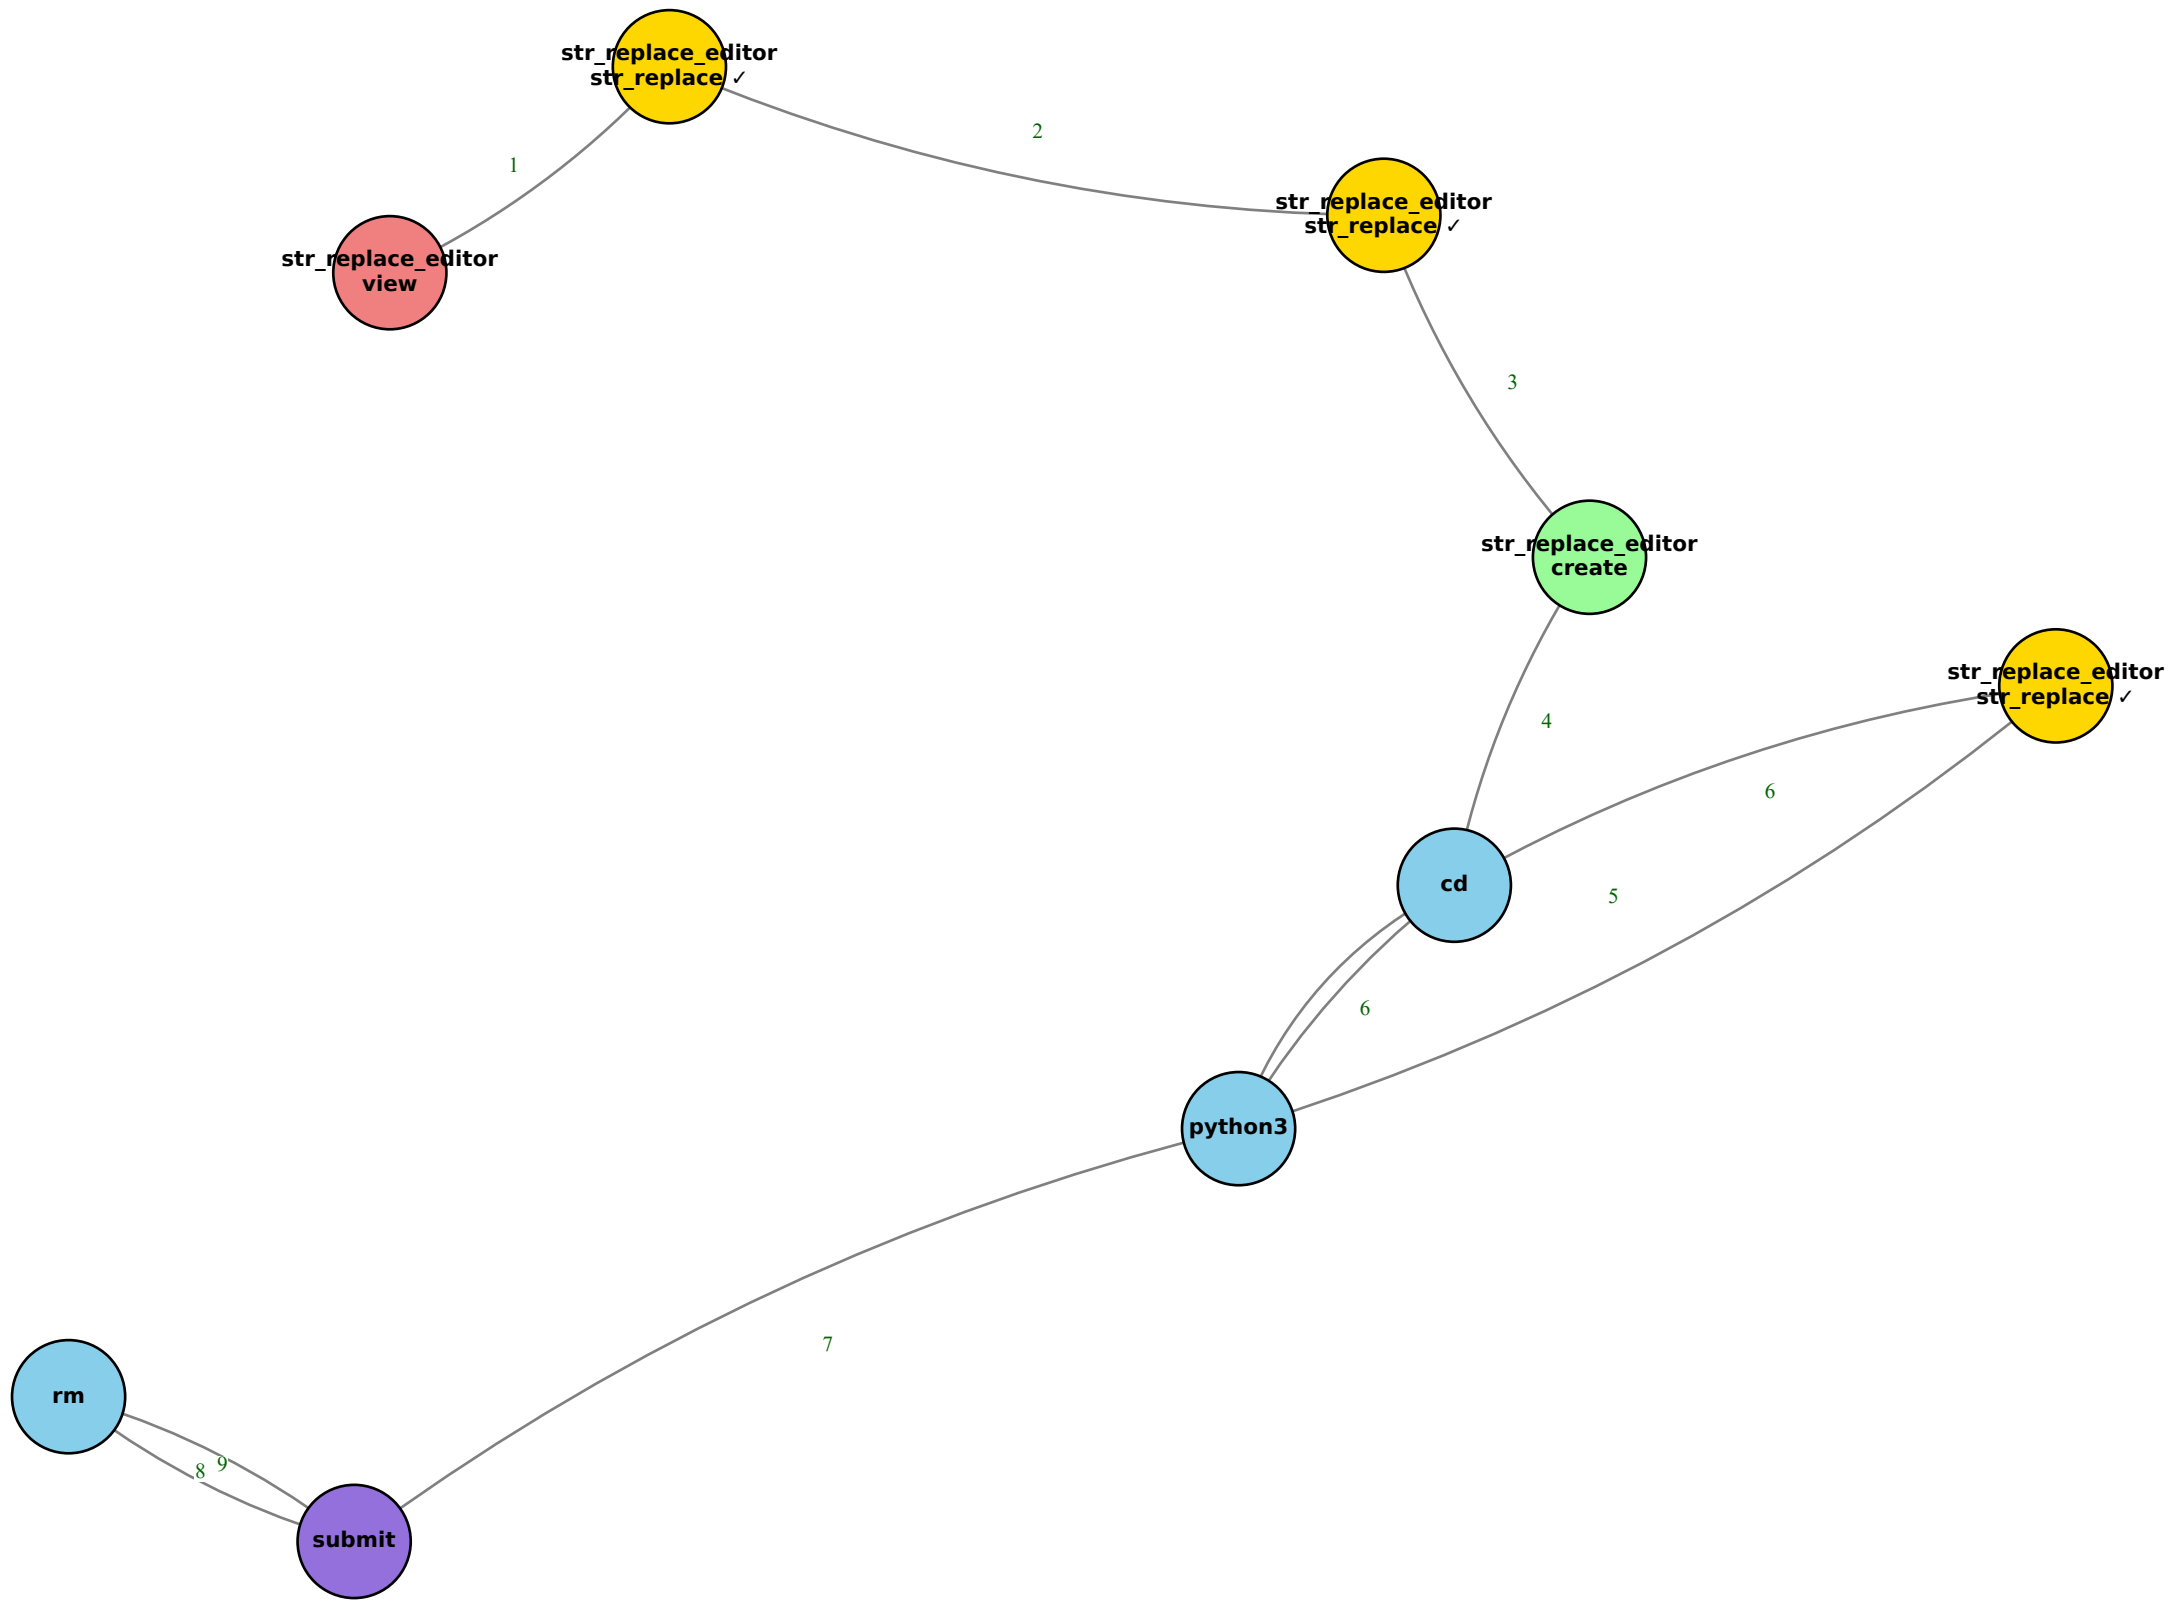 str_replace_editor
str_replace ✓
2
1
str_replace_editor
str_replace ✓
str_replace_editor
view
3
str_replace_editor
create
str_replace_editor
str_replace ✓
4
6
cd
5
6
python3
7
rm
8 9
submit